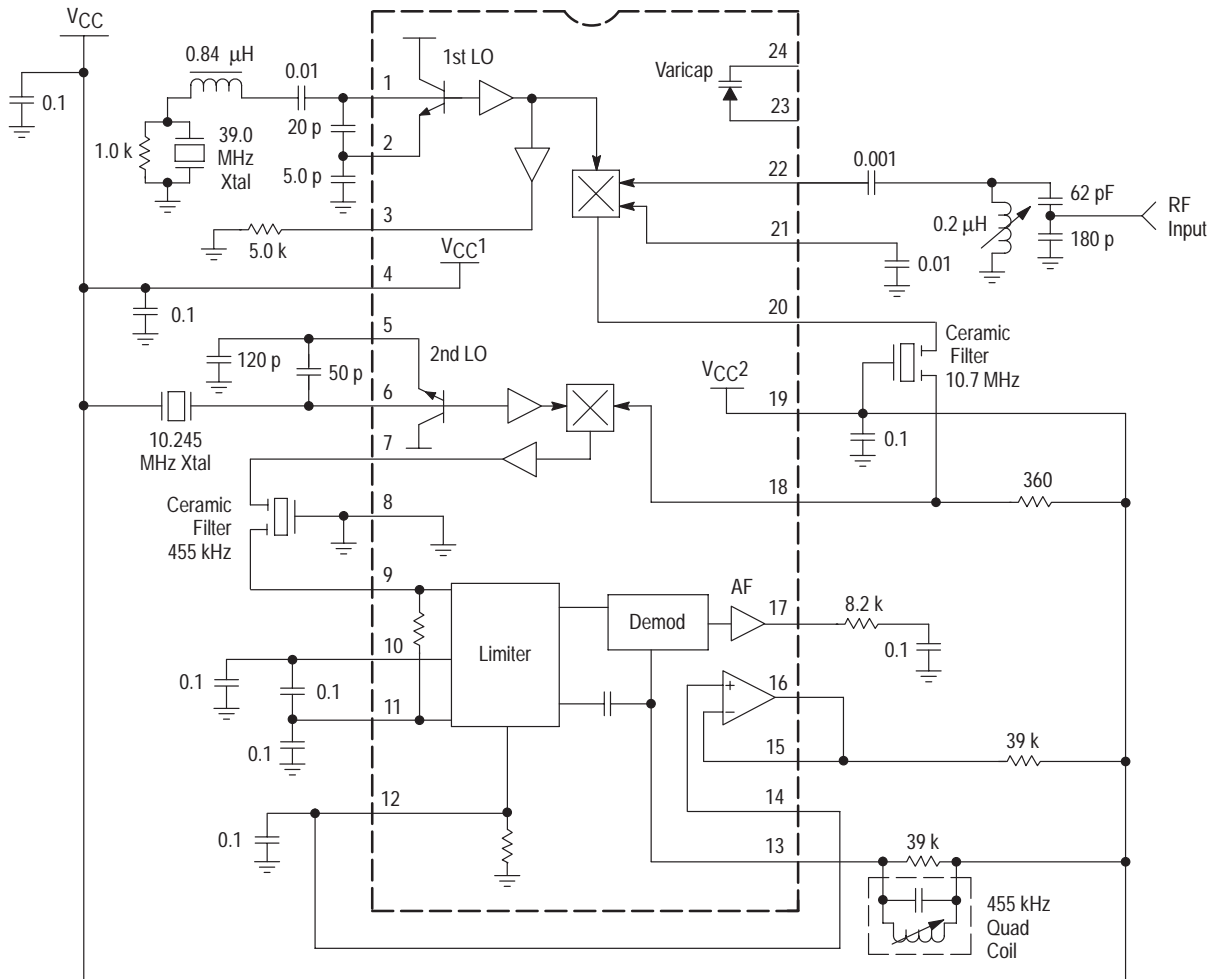 VCC
0.1
0.84 μH
0.01
1.0 k
39.0
MHz
Xtal
20 p
5.0 p
5.0 k
1
2
3
4
1st LO
VCC1
0.1
Varicap
24
23
22
21
20
0.001
62 pF
180 p
RF
Input
0.2 μH
0.01
Ceramic
Filter
10.7 MHz
5
6
7
120 p
50 p
2nd LO
10.245
MHz Xtal
VCC2
19
0.1
18
360
Ceramic
Filter
455 kHz
8
9
10
11
12
0.1
0.1
0.1
0.1
Limiter
Demod
AF
17
8.2 k
0.1
+
−
16
15
14
13
39 k
39 k
455 kHz
Quad
Coil